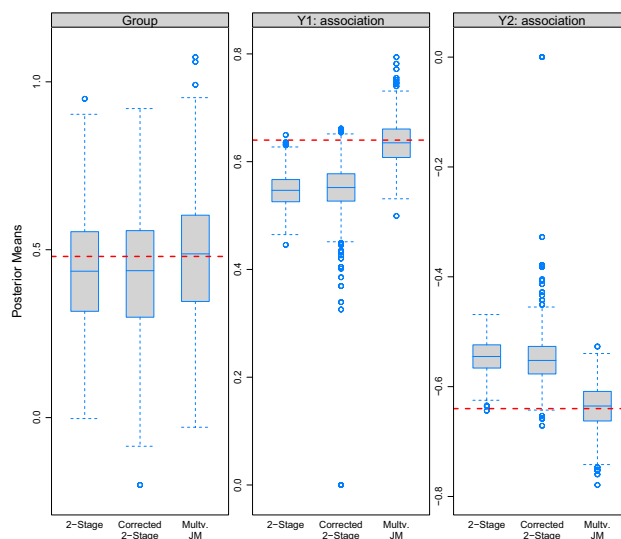 Group
Y1: association
Y2: association
Posterior Means
1.0
0.5
0.0
0.8
0.6
0.4
0.2
0.0
0.0
−0.2
−0.4
−0.6
−0.8
2−Stage
Corrected
2−Stage
Multv.
JM
2−Stage
Corrected
2−Stage
Multv.
JM
2−Stage
Corrected
2−Stage
Multv.
JM